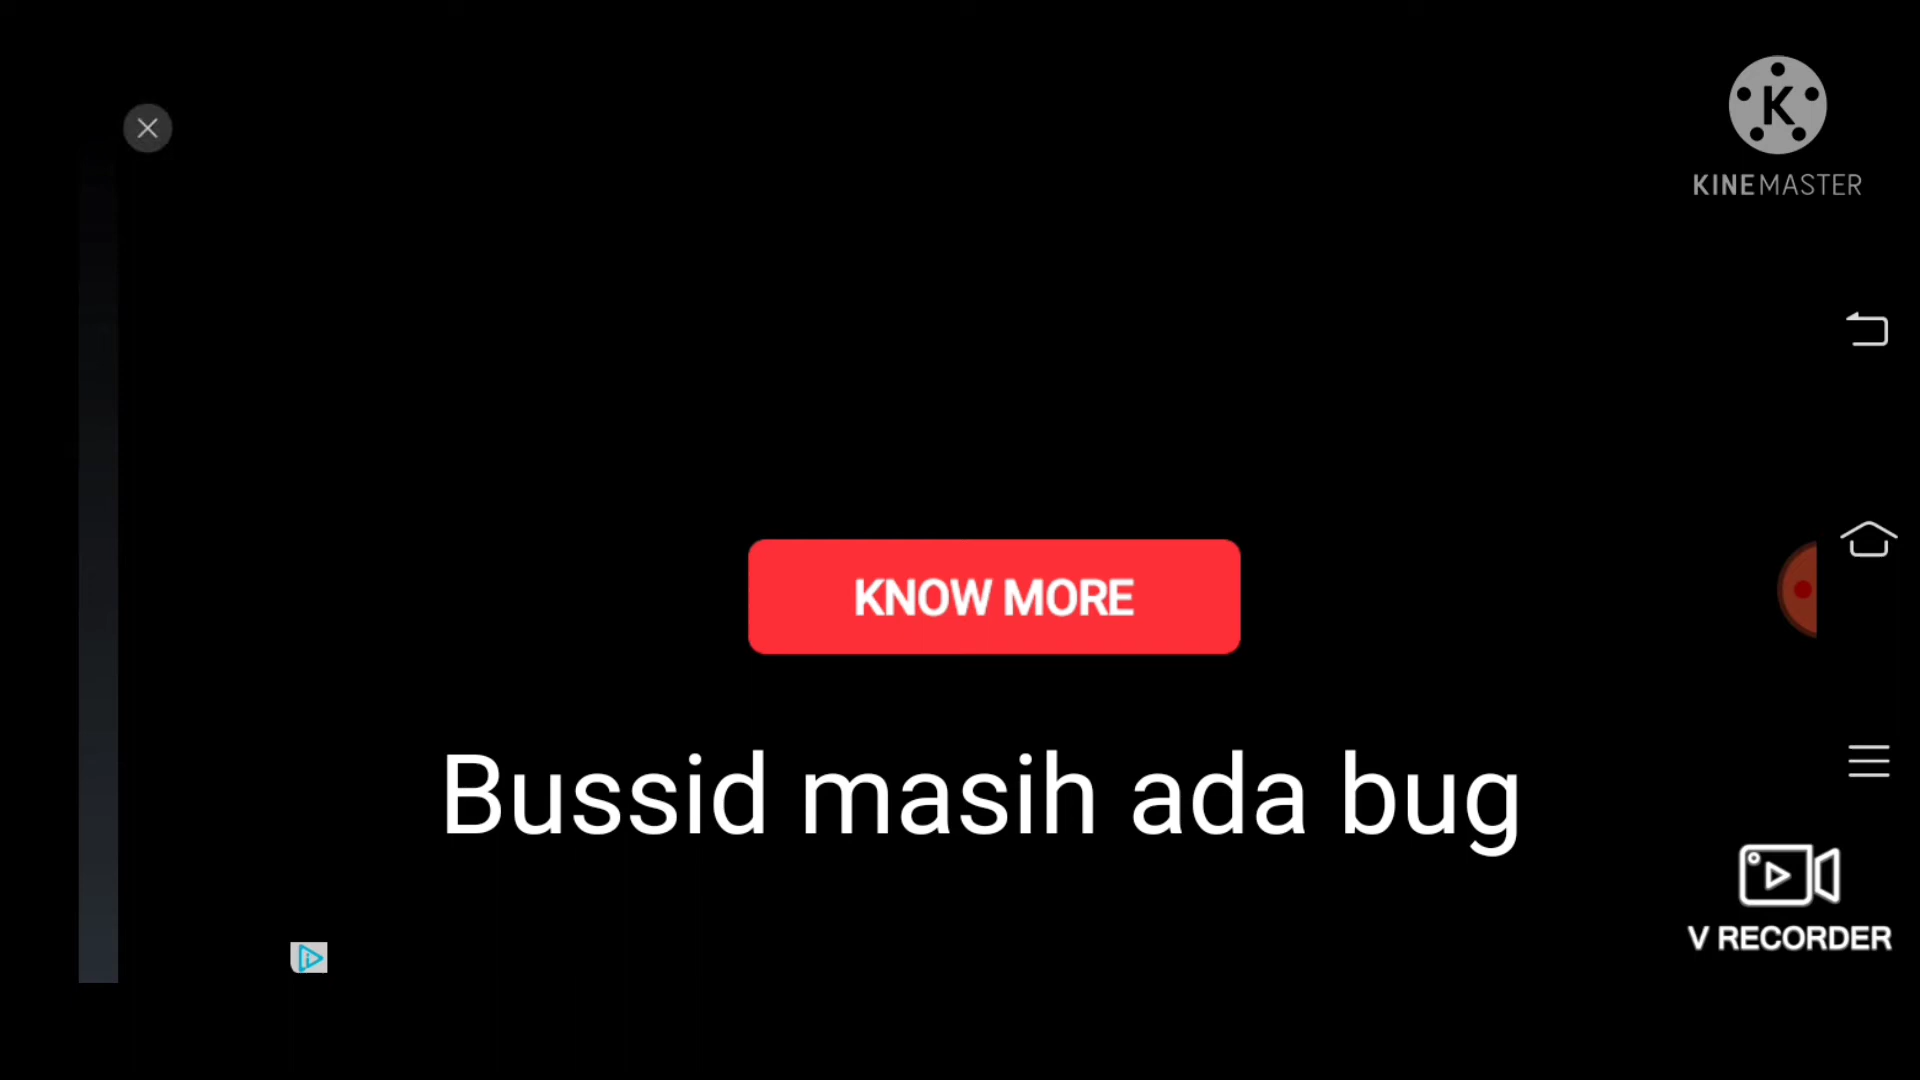 K
KINEMASTER
KNOW MORE
Bussid masih ada bug
V RECORDER